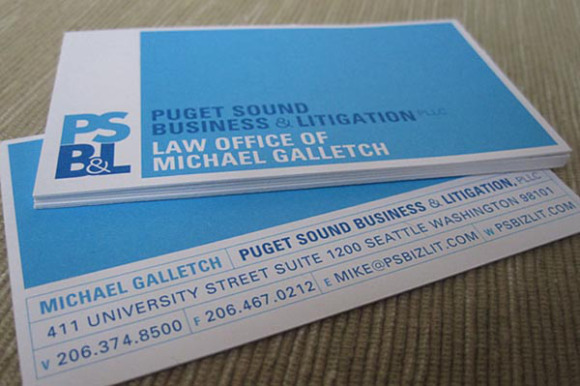 PS
B&L
PUGET SOUND
BUSINESS & LITIGATION PLLC
LAW OFFICE OF
MICHAEL GALLETCH
MICHAEL GALLETCH PUGET SOUND BUSINESS & LITIGATION, PLLC
411 UNIVERSITY STREET SUITE 1200 SEATTLE WASHINGTON 98101
V 206.374.8500 F 206.467.0212 E MIKE@PSBIZLIT.COM W PSBIZLIT.COM